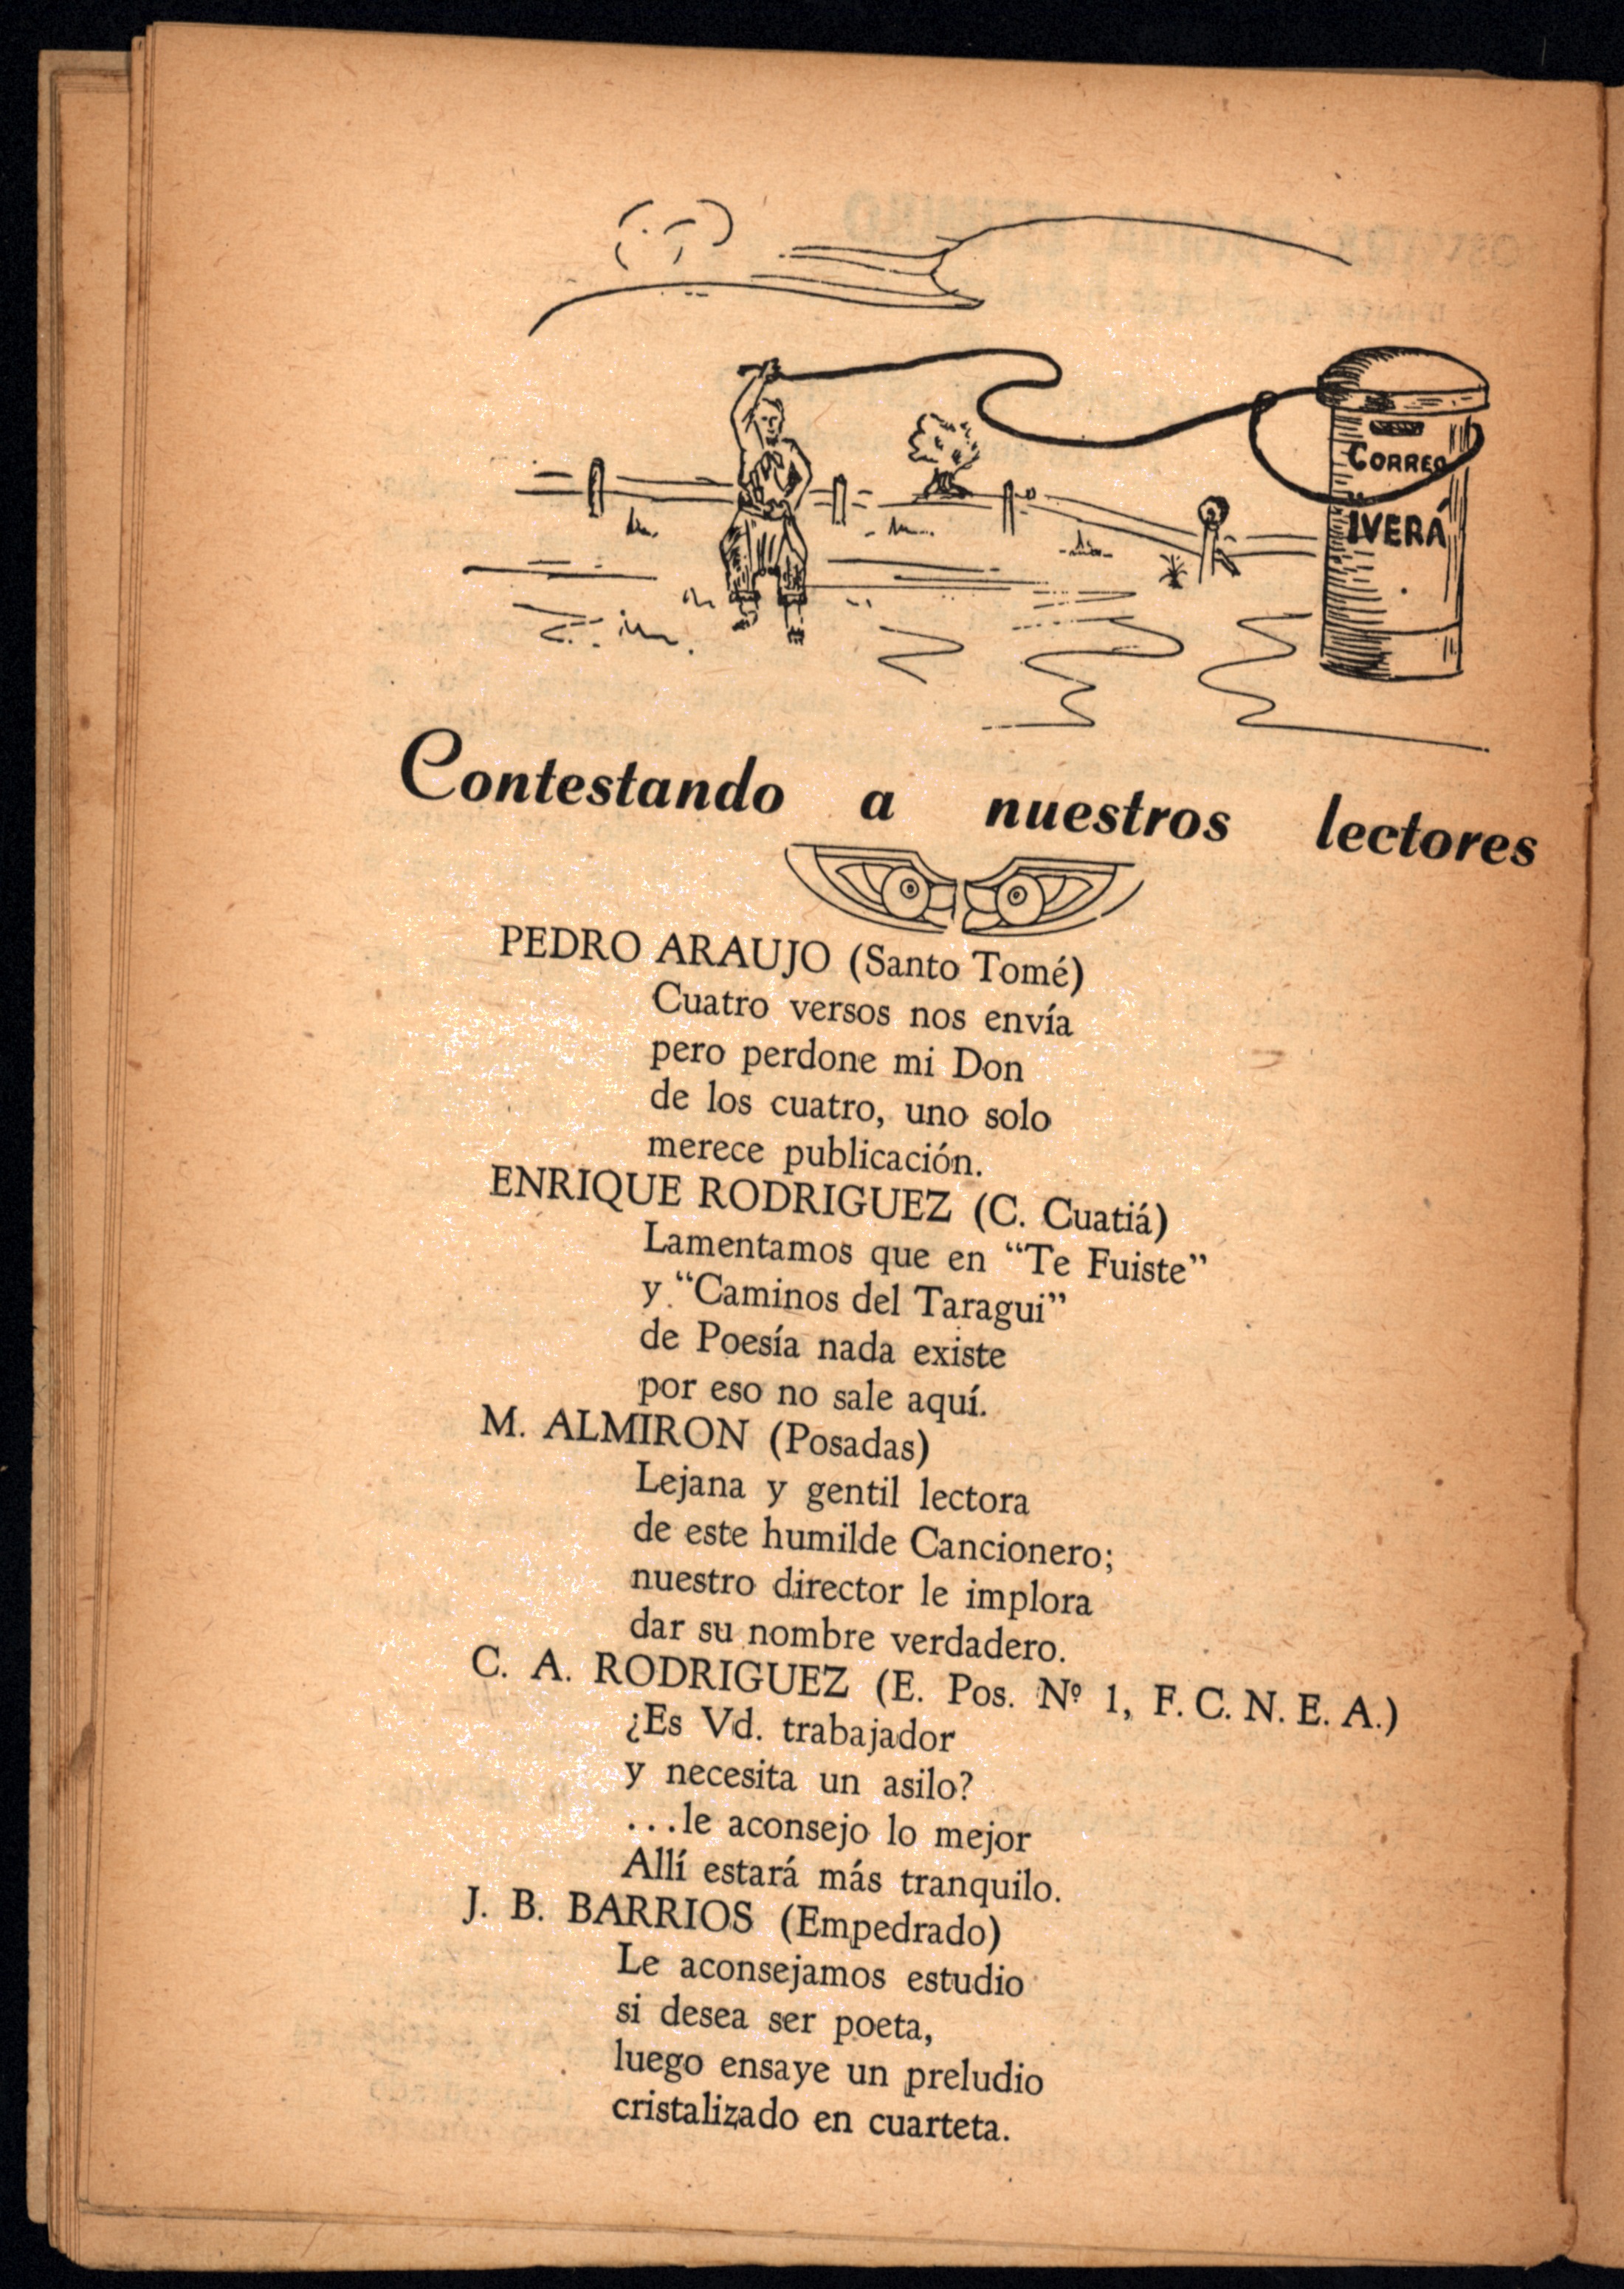 CORREO
IVERÁ
Contestando a nuestros lectores
PEDRO ARAUJO (Santo Tomé)
Cuatro versos nos envía
pero perdone mi Don
de los cuatro, uno solo
merece publicación.
ENRIQUE RODRIGUEZ (C. Cuatiá)
Lamentamos que en “Te Fuiste”
y “Caminos del Taragui”
de Poesía nada existe
por eso no sale aquí.
M. ALMIRON (Posadas)
Lejana y gentil lectora
de este humilde Cancionero;
nuestro director le implora
dar su nombre verdadero.
C. A. RODRIGUEZ (E. Pos. Nº 1, F. C. N. E. A.)
¿Es Vd. trabajador
y necesita un asilo?
...le aconsejo lo mejor
Allí estará más tranquilo.
J. B. BARRIOS (Empedrado)
Le aconsejamos estudio
si desea ser poeta,
luego ensaye un preludio
cristalizado en cuarteta.